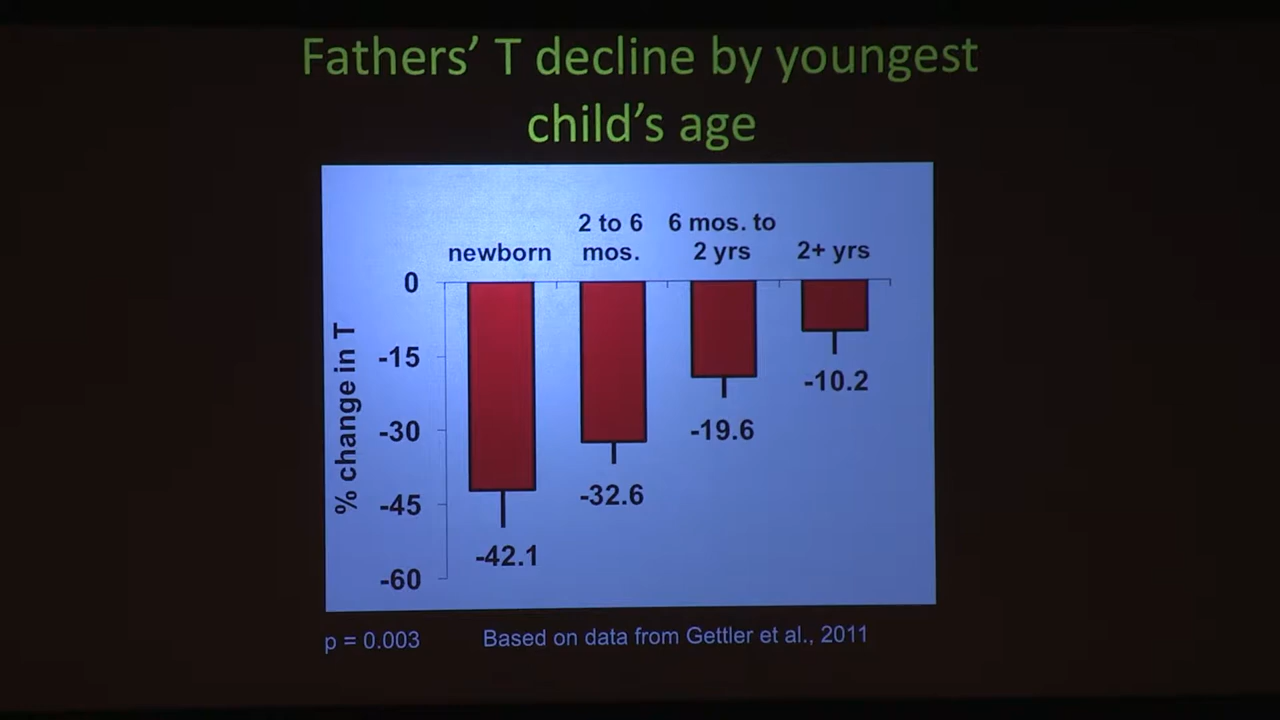 Fathers' T decline by youngest
child's age
2 to 6
mos.
6 mos. to
2 yrs
newborn
2+ yrs
0
-15
-30
-45
-60
% change in T
-42.1
-32.6
-19.6
-10.2
p = 0.003
Based on data from Gettler et al., 2011